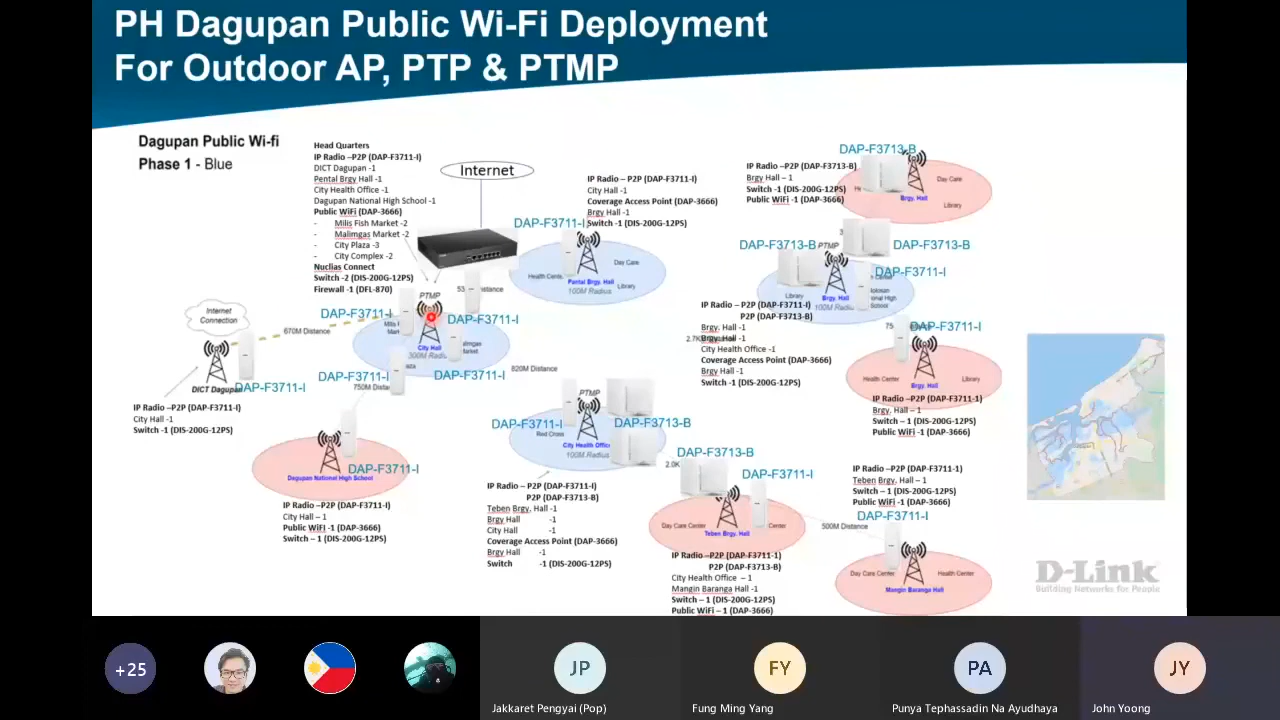 PH Dagupan Public Wi-Fi Deployment
For Outdoor AP, PTP & PTMP
Dagupan Public Wi-fi
Phase 1 - Blue
Head Quarters
IP Radio –P2P (DAP-F3711-I)
DICT Dagupan -1
Pental Brgy Hall -1
City Health Office -1
Dagupan National High School -1
Public WiFi (DAP-3666)
- Milis Fish Market -2
- Malimgas Market -2
- City Plaza -3
- City Complex -2
Nuclias Connect
Switch -2 (DIS-200G-12PS)
Firewall -1 (DFL-870)
Internet
IP Radio – P2P (DAP-F3711-I)
City Hall -1
Coverage Access Point (DAP-3666)
Brgy Hall -1
Switch -1 (DIS-200G-12PS)
DAP-F3711-I
Health Center
Day Care
Library
Pantal Brgy. Hall
100M Radius
Internet
Connection
670M Distance
DICT Dagupan
DAP-F3711-I
IP Radio –P2P (DAP-F3711-I)
City Hall -1
Switch -1 (DIS-200G-12PS)
PTMP
DAP-F3711-I
DAP-F3711-I
City Hall
300M
DAP-F3711-I
DAP-F3711-I
820M Distance
750M
DAP-F3711-I
Dagupan National High School
IP Radio –P2P (DAP-F3711-I)
City Hall – 1
Public WiFi -1 (DAP-3666)
Switch – 1 (DIS-200G-12PS)
PTMP
DAP-F3711-I
DAP-F3713-B
Red Cross
City Health Office
100M Radius
IP Radio –P2P (DAP-F3711-I)
P2P (DAP-F3713-B)
Teben Brgy. Hall -1
Brgy Hall -1
City Hall -1
Coverage Access Point (DAP-3666)
Brgy Hall -1
Switch -1 (DIS-200G-12PS)
DAP-F3713-B
IP Radio –P2P (DAP-F3713-B)
Brgy Hall – 1
Switch -1 (DIS-200G-12PS)
Public WiFi -1 (DAP-3666)
Day Care
Library
Brgy. Hall
DAP-F3713-B
PTMP
DAP-F3713-B
DAP-F3711-I
Library
Brgy. Hall
100M
School
IP Radio –P2P (DAP-F3711-I)
P2P (DAP-F3713-B)
Brgy. Hall -1
Brgy. Hall -1
City Health Office -1
Coverage Access Point (DAP-3666)
Brgy Hall -1
Switch -1 (DIS-200G-12PS)
DAP-F3711-I
Health Center
Library
Brgy. Hall
IP Radio –P2P (DAP-F3711-1)
Brgy. Hall – 1
Switch -1 (DIS-200G-12PS)
Public WiFi -1 (DAP-3666)
DAP-F3713-B
DAP-F3711-I
Day Care Center
Center
Teben Brgy. Hall
IP Radio –P2P (DAP-F3711-1)
P2P (DAP-F3713-B)
City Health Office – 1
Mangin Baranga Hall -1
Switch – 1 (DIS-200G-12PS)
Public WiFi – 1 (DAP-3666)
IP Radio –P2P (DAP-F3711-1)
Teben Brgy. Hall – 1
Switch – 1 (DIS-200G-12PS)
Public WiFi -1 (DAP-3666)
DAP-F3711-I
500M Distance
Day Care Center
Health Center
Mangin Baranga Hall
D-Link
Building Networks for People
+25
JP
FY
PA
JY
Jakkaret Pengyai (Pop)
Fung Ming Yang
Punya Tephassadin Na Ayudhaya
John Yoong